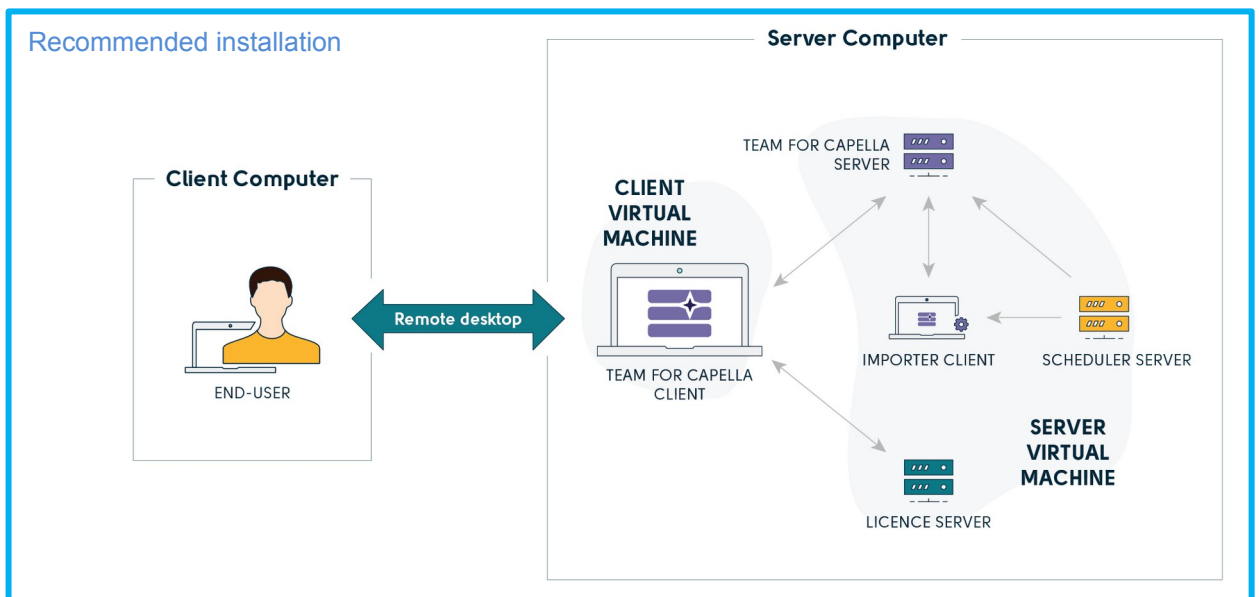 Recommended installation
Server Computer
Client Computer
END-USER
Remote desktop
CLIENT
VIRTUAL
MACHINE
TEAM FOR CAPELLA
CLIENT
TEAM FOR CAPELLA
SERVER
IMPORTER CLIENT
SCHEDULER SERVER
SERVER
VIRTUAL
MACHINE
LICENCE SERVER